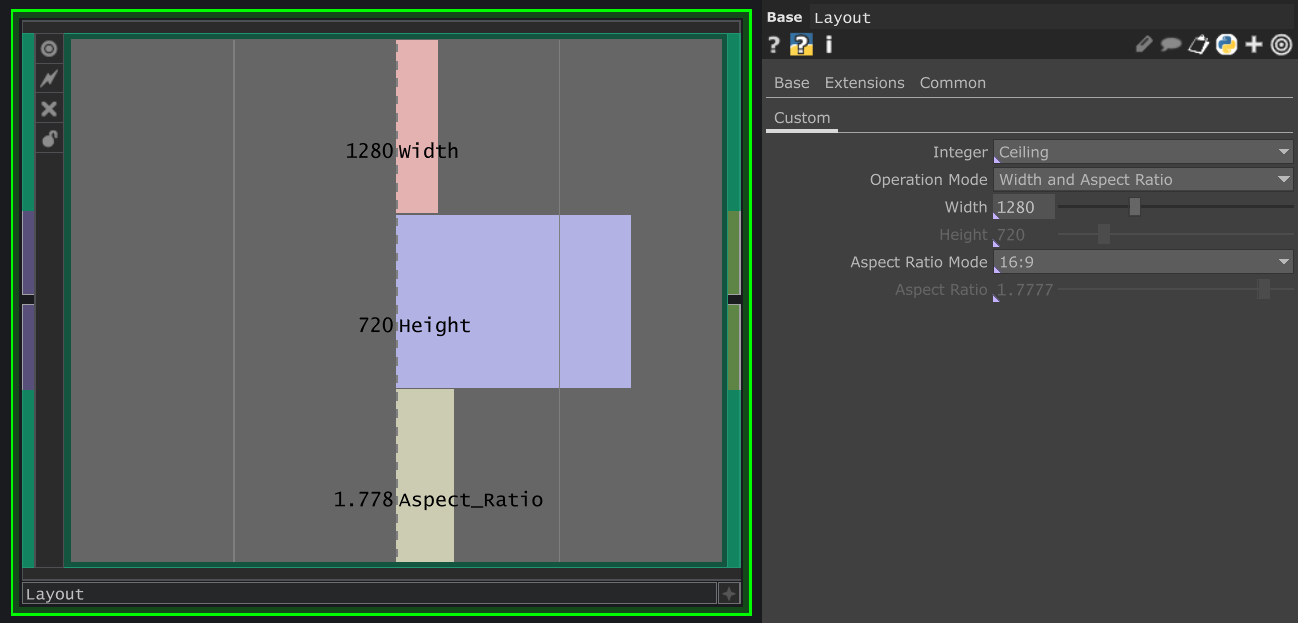 Base Layout
? ? i
Base Extensions Common
Custom
Integer Ceiling
Operation Mode Width and Aspect Ratio
Width 1280
Height 720
Aspect Ratio Mode 16:9
Aspect Ratio 1.7777
1280 Width
720 Height
1.778 Aspect_Ratio
Layout